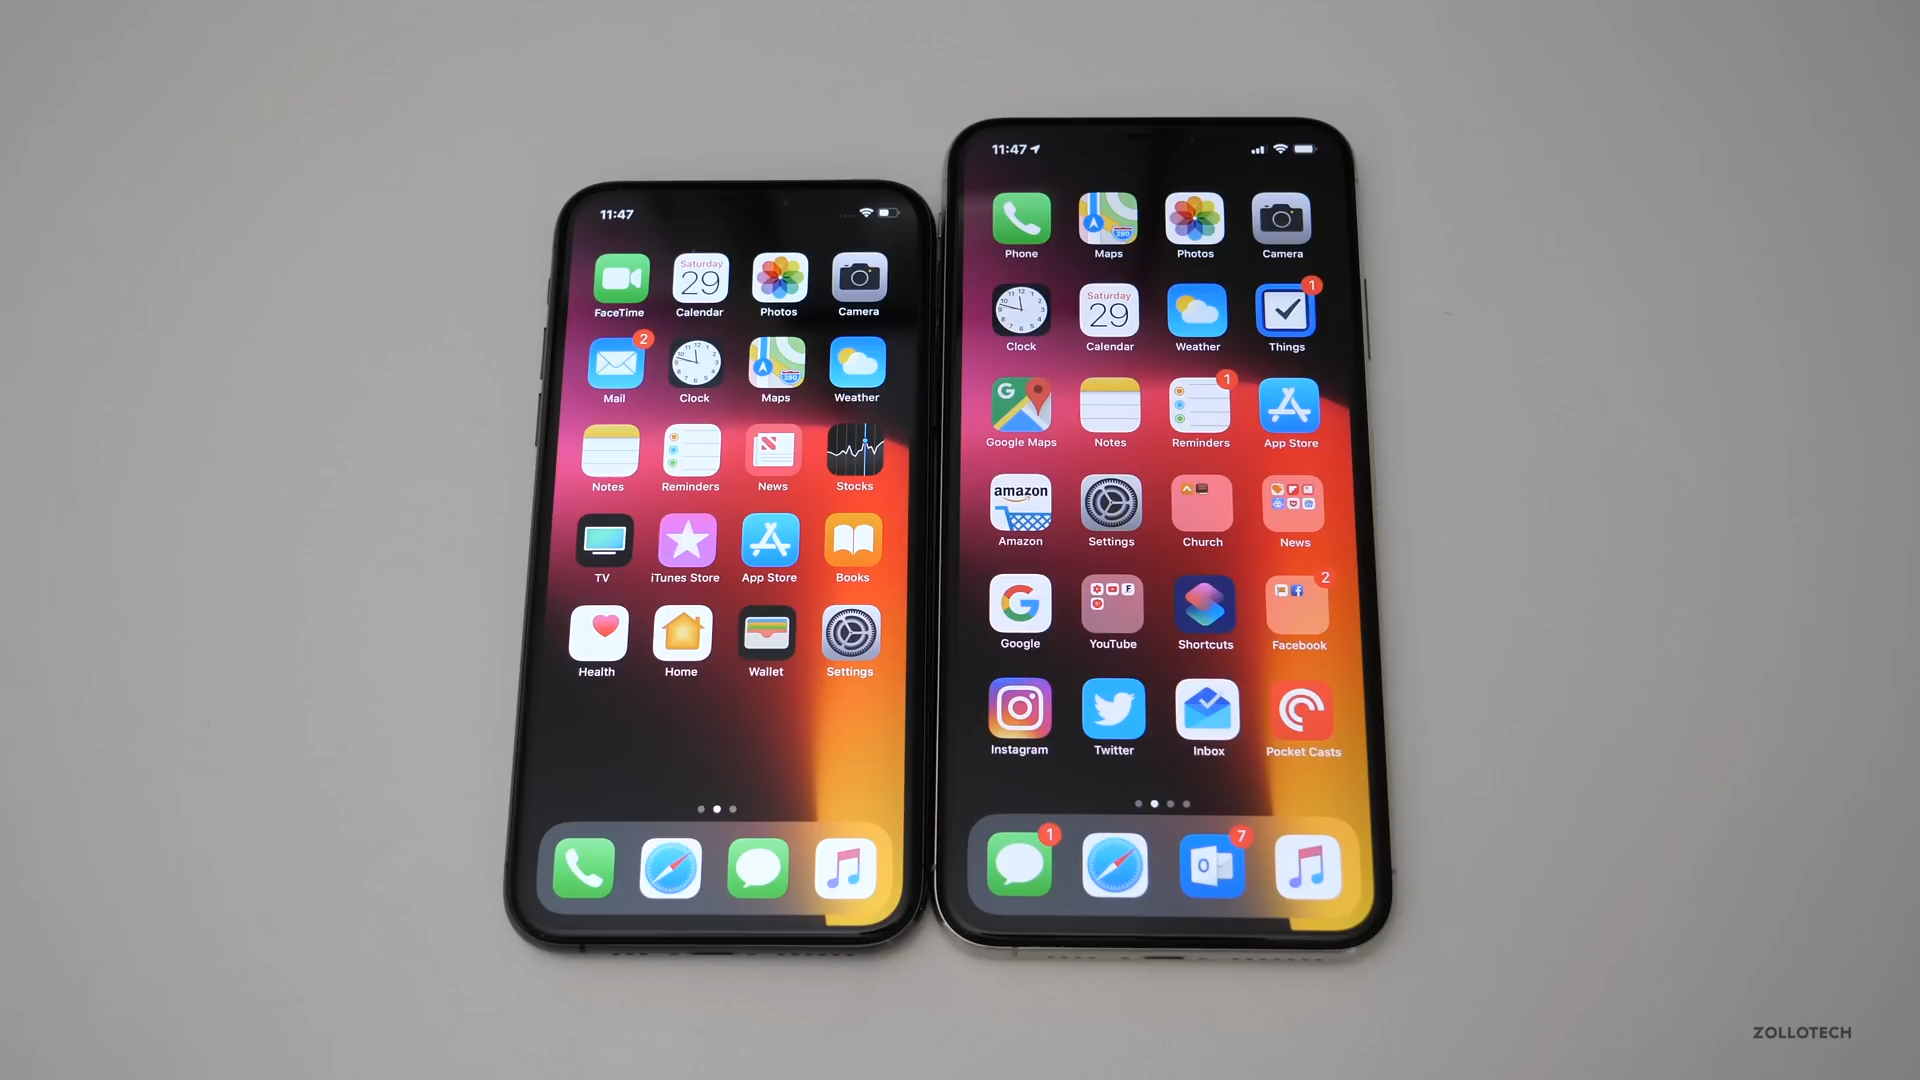 11:47
FaceTime
Saturday
29
Calendar
Photos
Camera
2
Mail
Clock
280
Maps
Weather
Notes
Reminders
News
Stocks
TV
iTunes Store
App Store
Books
Health
Home
Wallet
Settings
11:47
Phone
280
Maps
Photos
Camera
Clock
Saturday
29
Calendar
Weather
1
Things
G
Google Maps
Notes
1
Reminders
App Store
amazon
Amazon
Settings
Church
News
G
Google
F
YouTube
Shortcuts
2
Facebook
Instagram
Twitter
Inbox
Pocket Casts
1
7
ZOLLOTECH